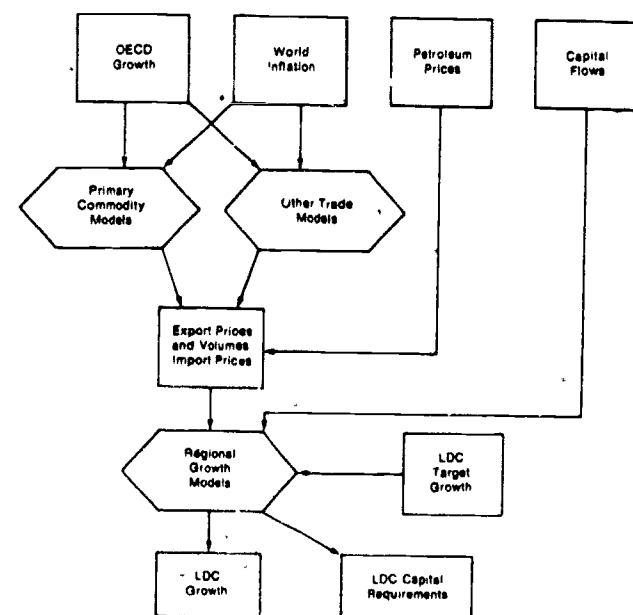 OECD
Growth
World
Inflation
Petroleum
Prices
Capital
Flows
Primary
Commodity
Models
Other Trade
Models
Export Prices
and Volumes
Import Prices
Regional
Growth
Models
LDC
Target
Growth
LDC
Growth
LDC Capital
Requirements